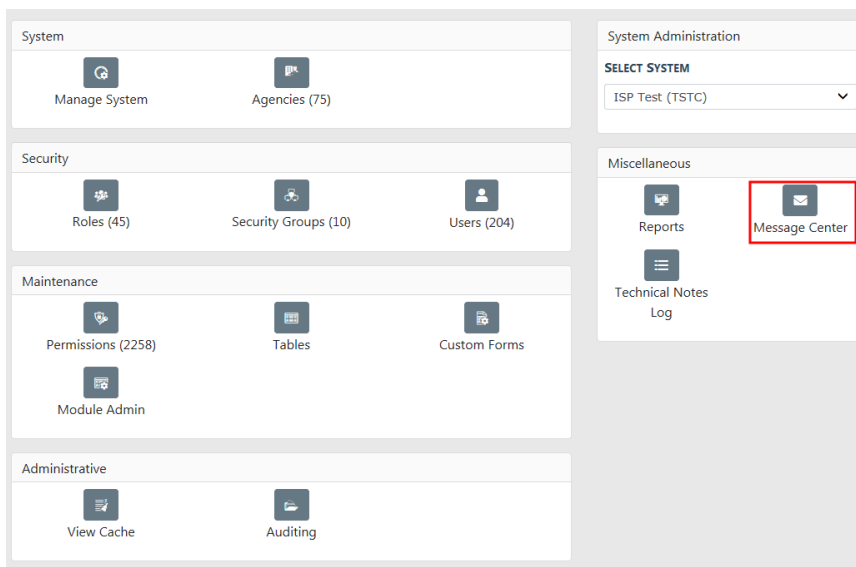 System
Manage System
Agencies (75)
Security
Roles (45)
Security Groups (10)
Users (204)
Maintenance
Permissions (2258)
Tables
Custom Forms
Module Admin
Administrative
View Cache
Auditing
System Administration
SELECT SYSTEM
ISP Test (TSTC)
Miscellaneous
Reports
Message Center
Technical Notes
Log